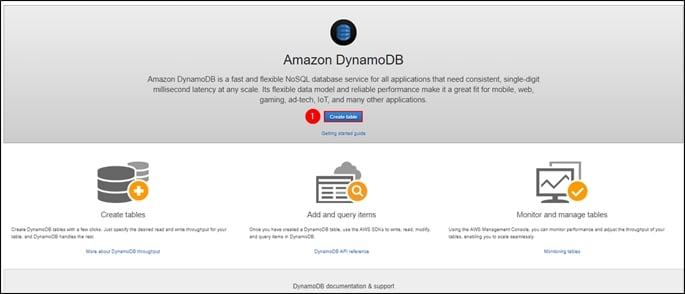 Amazon DynamoDB
Amazon DynamoDB is a fast and flexible NoSQL database service for all applications that need consistent, single-digit
millisecond latency at any scale. Its flexible data model and reliable performance make it a great fit for mobile, web,
gaming, ad-tech, IoT, and many other applications.
1 Create table
Getting started guide
Create tables
Create DynamoDB tables with a few clicks. Just specify the desired read and write throughput for
your table, and DynamoDB handles the rest.
More about DynamoDB throughput
Add and query items
Once you have created a DynamoDB table, use the AWS SDKs to write, read, modify,
and query items in DynamoDB.
DynamoDB API reference
Monitor and manage tables
Using the AWS Management Console, you can monitor performance and adjust the throughput of your
tables, enabling you to scale seamlessly.
Monitoring tables
DynamoDB documentation & support